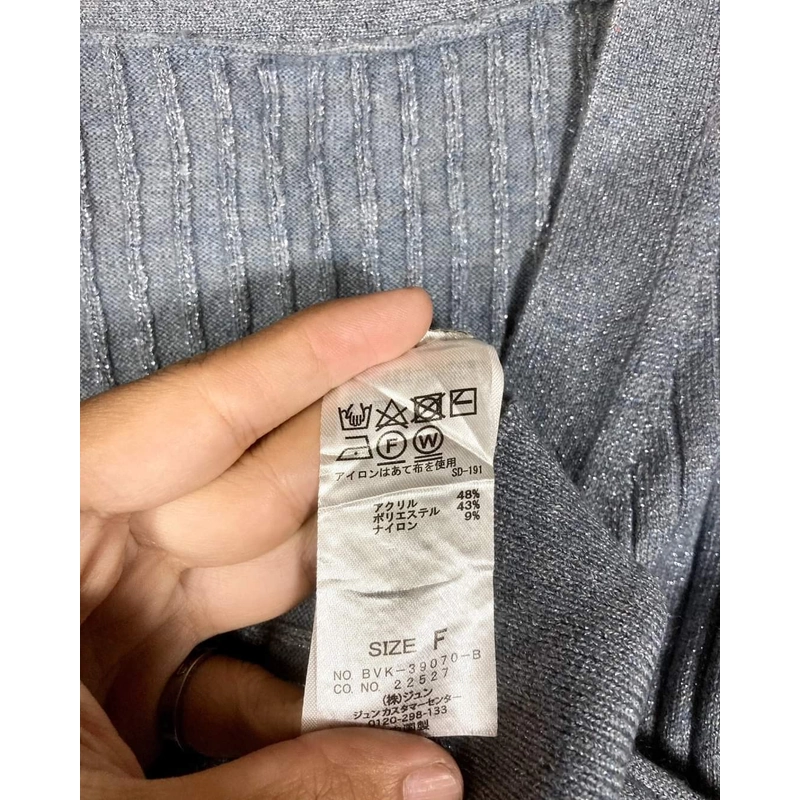 F W
アイロンはあて布を使用
SD-191
アクリル 48%
ポリエステル 43%
ナイロン 9%
SIZE F
NO. BVK-39070-B
CO. NO. 22527
(株)ジュン
ジュンカスタマーセンター
0120-298-133
国製